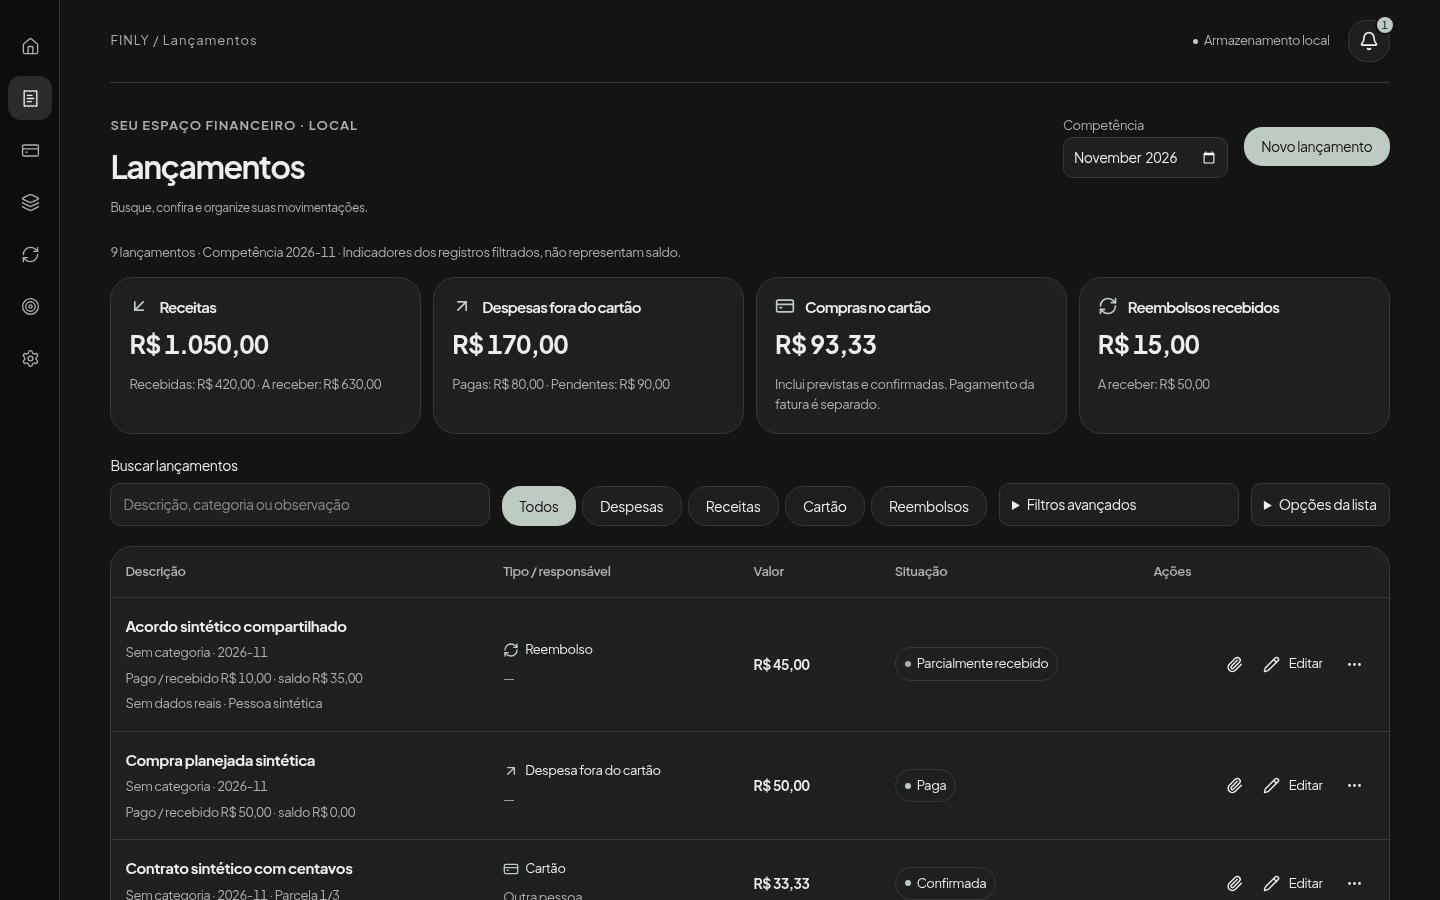 FINLY / Lançamentos
Armazenamento local
1
SEU ESPAÇO FINANCEIRO · LOCAL
Lançamentos
Busque, confira e organize suas movimentações.
Competência
November 2026
Novo lançamento
9 lançamentos · Competência 2026-11 · Indicadores dos registros filtrados, não representam saldo.
Receitas
R$ 1.050,00
Recebidas: R$ 420,00 · A receber: R$ 630,00
Despesas fora do cartão
R$ 170,00
Pagas: R$ 80,00 · Pendentes: R$ 90,00
Compras no cartão
R$ 93,33
Inclui previstas e confirmadas. Pagamento da
fatura é separado.
Reembolsos recebidos
R$ 15,00
A receber: R$ 50,00
Buscar lançamentos
Descrição, categoria ou observação
Todos
Despesas
Receitas
Cartão
Reembolsos
Filtros avançados
Opções da lista
Descrição
Tipo / responsável
Valor
Situação
Ações
Acordo sintético compartilhado
Sem categoria · 2026-11
Pago / recebido R$ 10,00 · saldo R$ 35,00
Sem dados reais · Pessoa sintética
Reembolso
—
R$ 45,00
Parcialmente recebido
Editar
Compra planejada sintética
Sem categoria · 2026-11
Pago / recebido R$ 50,00 · saldo R$ 0,00
Despesa fora do cartão
—
R$ 50,00
Paga
Editar
Contrato sintético com centavos
Sem categoria · 2026-11 · Parcela 1/3
Cartão
Outra pessoa
R$ 33,33
Confirmada
Editar